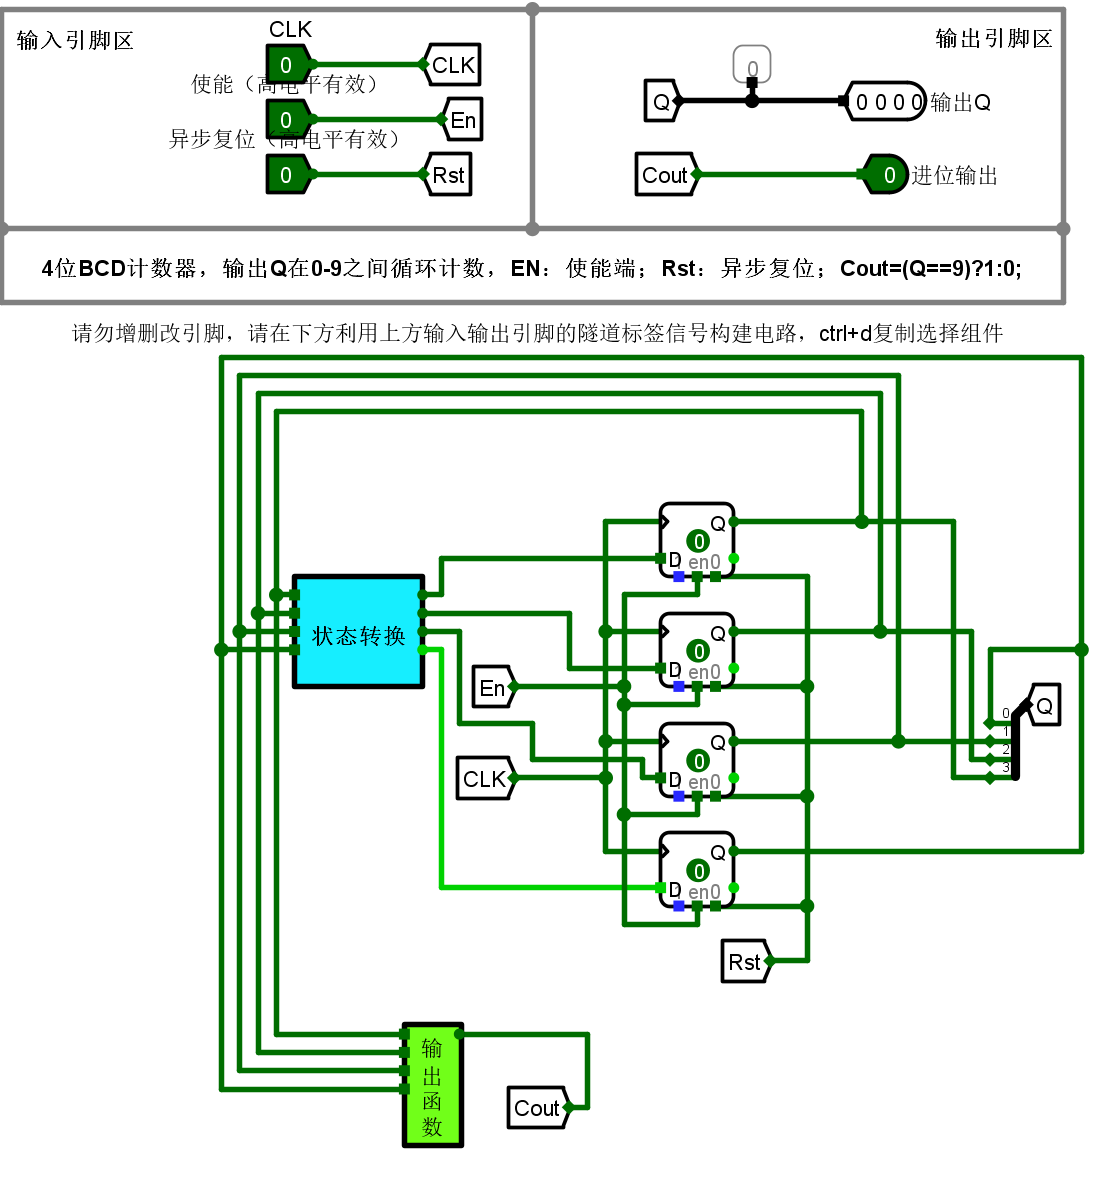 输入引脚区
CLK
0
CLK
使能（高电平有效）
0
En
异步复位（高电平有效）
0
Rst
输出引脚区
0
Q
0 0 0 0
输出Q
Cout
0
进位输出
4位BCD计数器，输出Q在0-9之间循环计数，EN：使能端；Rst：异步复位；Cout=(Q==9)?1:0;
请勿增删改引脚，请在下方利用上方输入输出引脚的隧道标签信号构建电路，ctrl+d复制选择组件
Q
0
D
1 en0
状态转换
Q
0
D
1 en0
En
Q
0
D
1 en0
CLK
0
1
2
3
Q
Q
0
D
1 en0
Rst
输
出
函
数
Cout